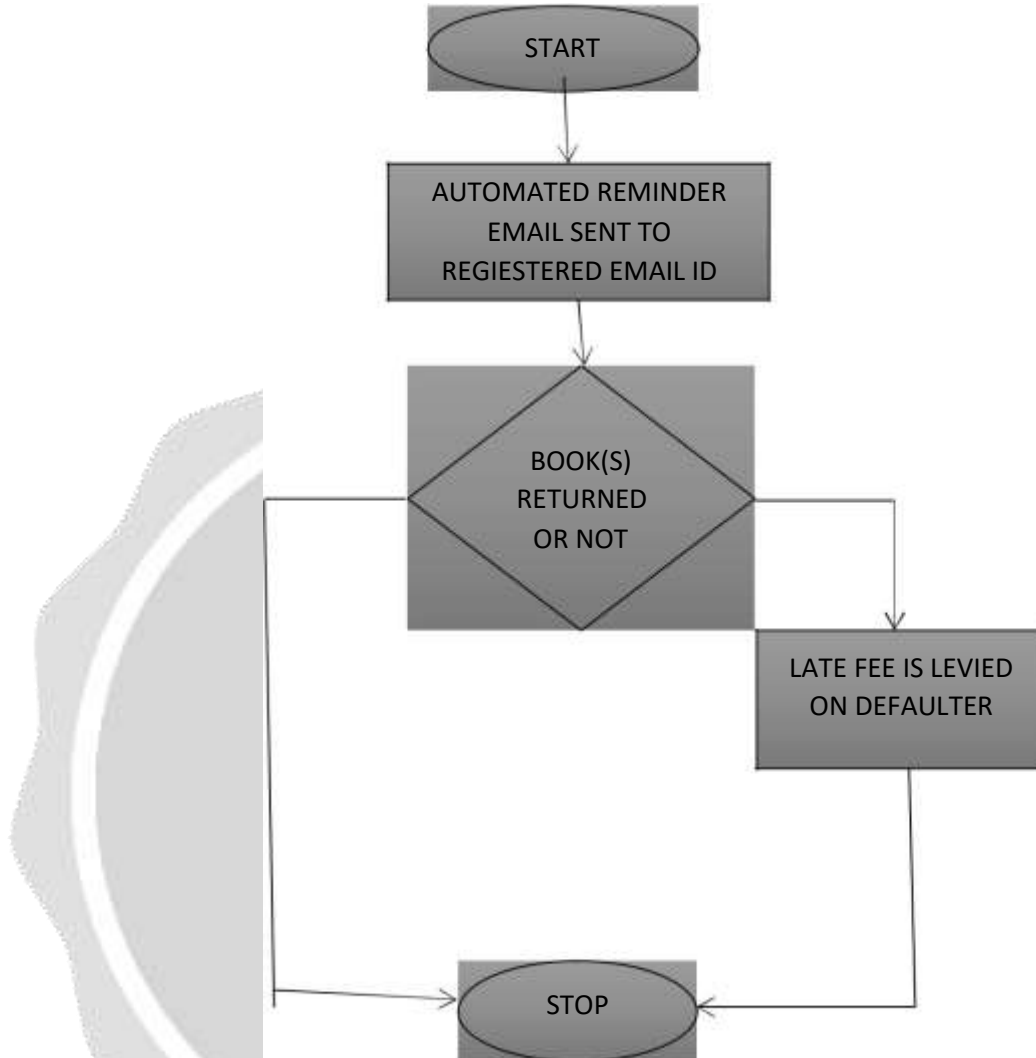 START
AUTOMATED REMINDER
EMAIL SENT TO
REGIESTERED EMAIL ID
BOOK(S)
RETURNED
OR NOT
LATE FEE IS LEVIED
ON DEFAULTER
STOP